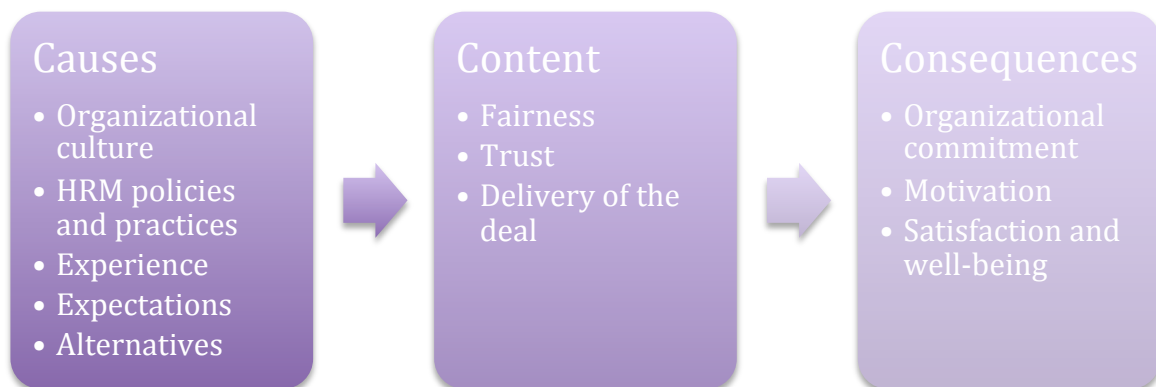 Causes
• Organizational
culture
• HRM policies
and practices
• Experience
• Expectations
• Alternatives
Content
• Fairness
• Trust
• Delivery of the
deal
Consequences
• Organizational
commitment
• Motivation
• Satisfaction and
well-being